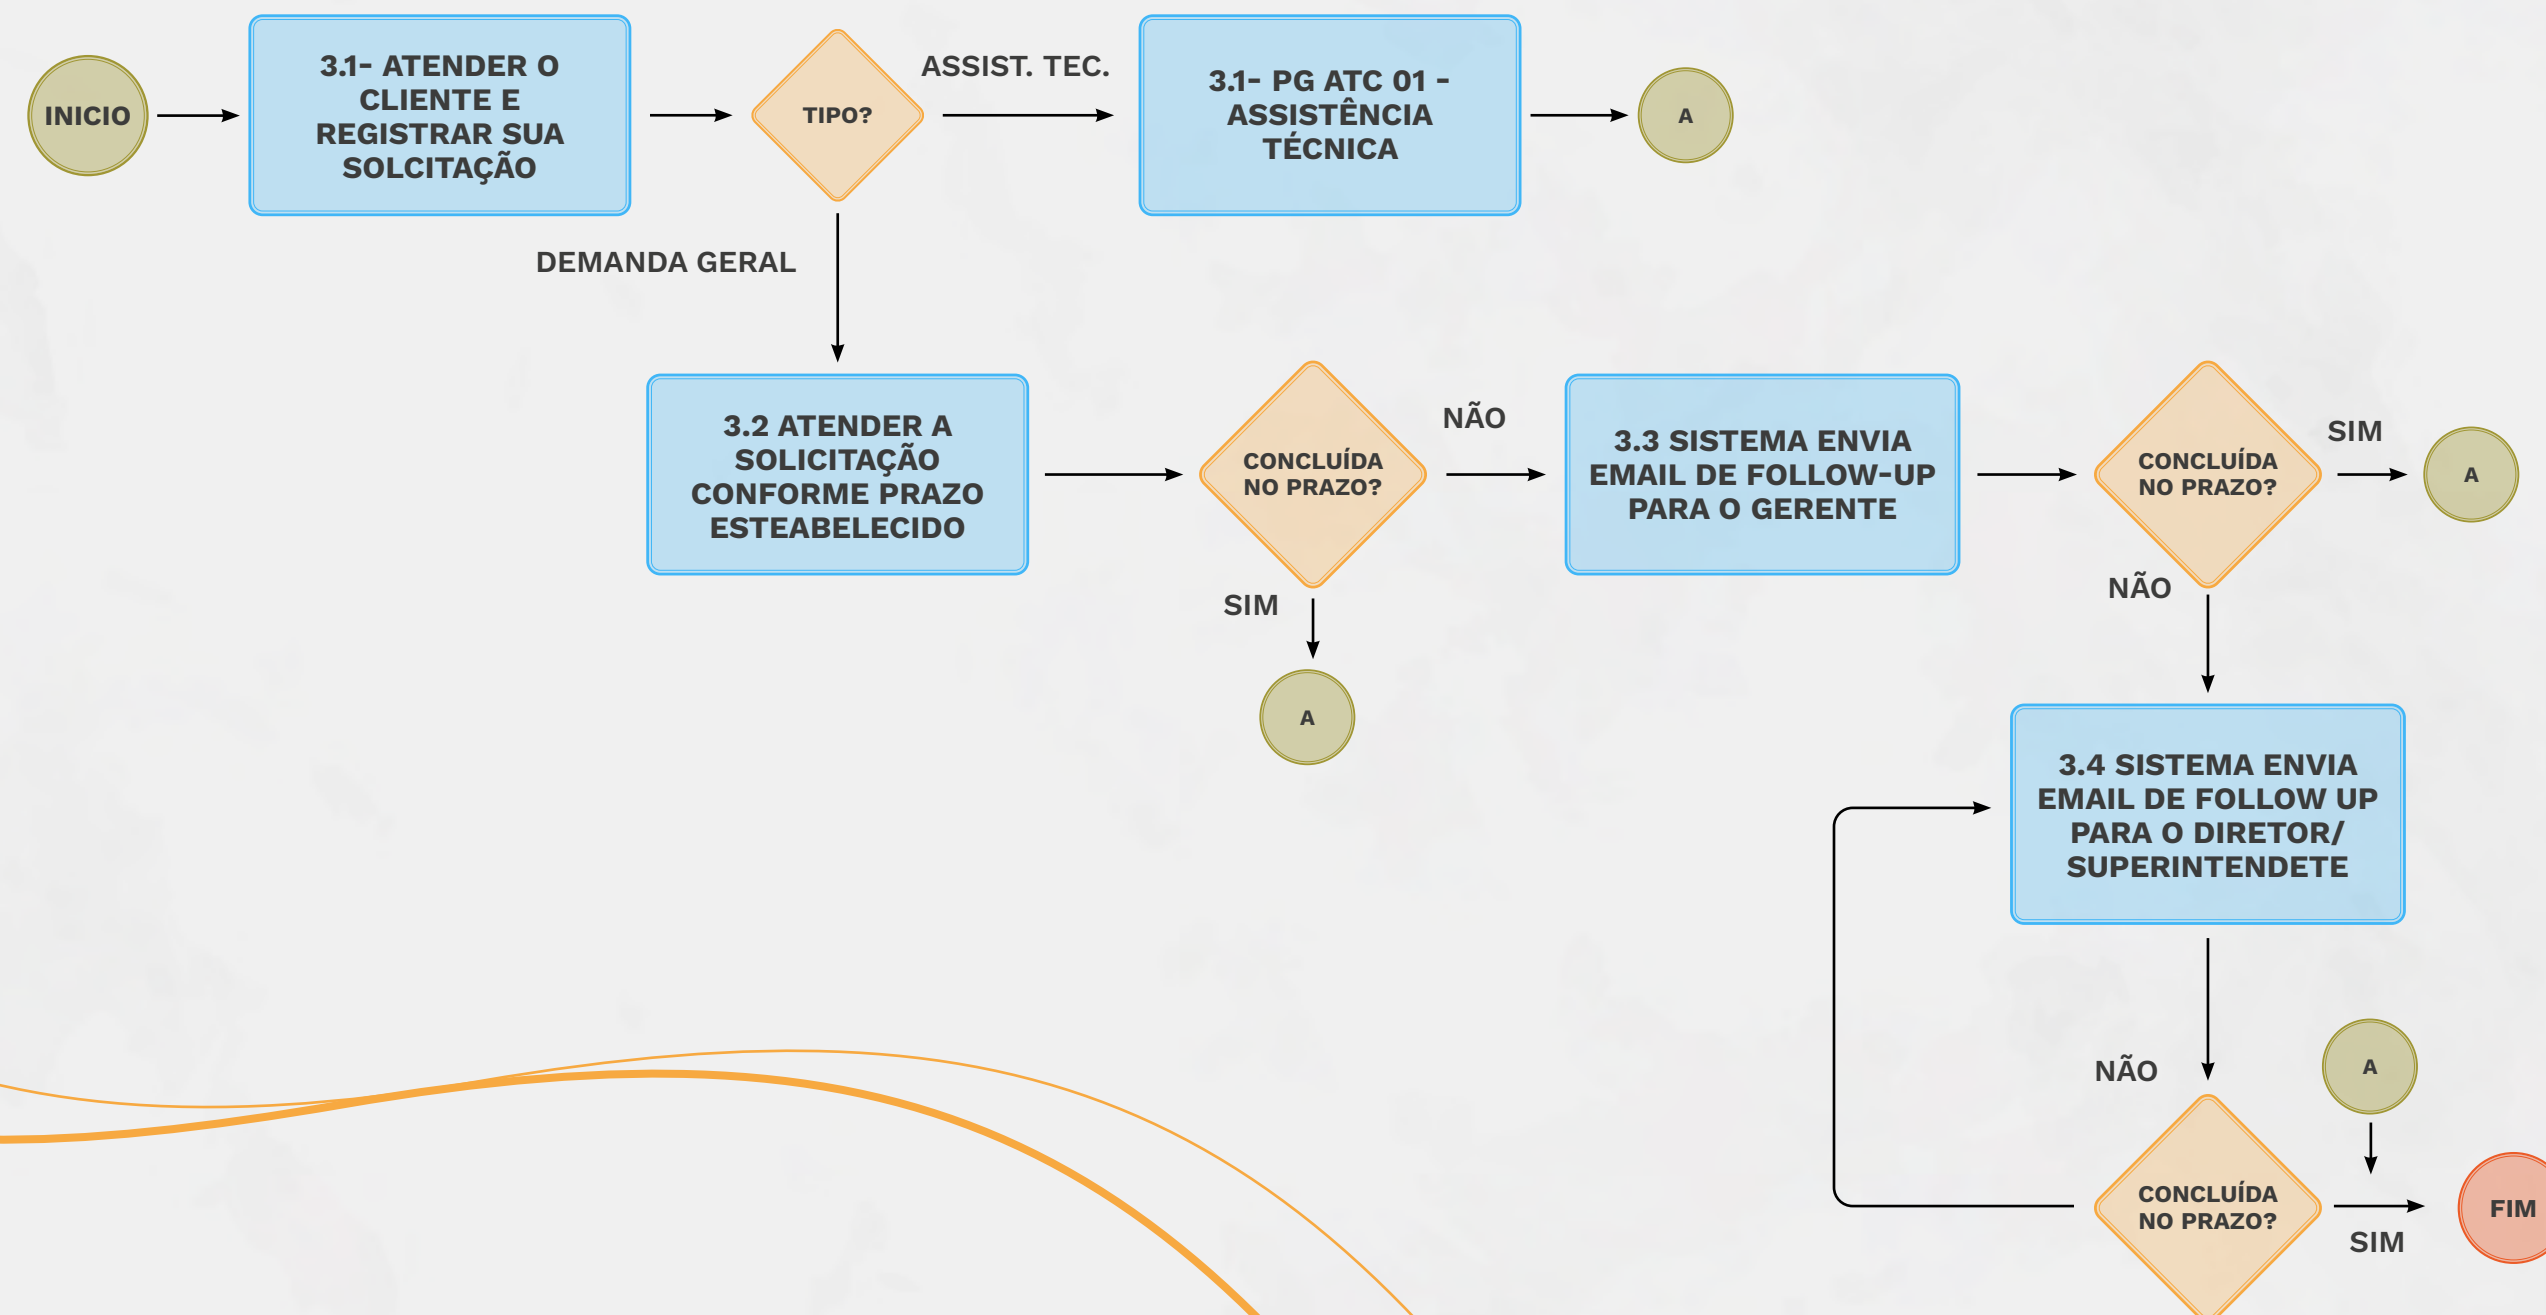 INICIO
3.1- ATENDER O
CLIENTE E
REGISTRAR SUA
SOLCITAÇÃO
TIPO?
ASSIST. TEC.
3.1- PG ATC 01 -
ASSISTÊNCIA
TÉCNICA
A
DEMANDA GERAL
3.2 ATENDER A
SOLICITAÇÃO
CONFORME PRAZO
ESTEABELECIDO
CONCLUÍDA
NO PRAZO?
NÃO
SIM
A
3.3 SISTEMA ENVIA
EMAIL DE FOLLOW-UP
PARA O GERENTE
CONCLUÍDA
NO PRAZO?
SIM
A
NÃO
3.4 SISTEMA ENVIA
EMAIL DE FOLLOW UP
PARA O DIRETOR/
SUPERINTENDETE
NÃO
A
CONCLUÍDA
NO PRAZO?
SIM
FIM